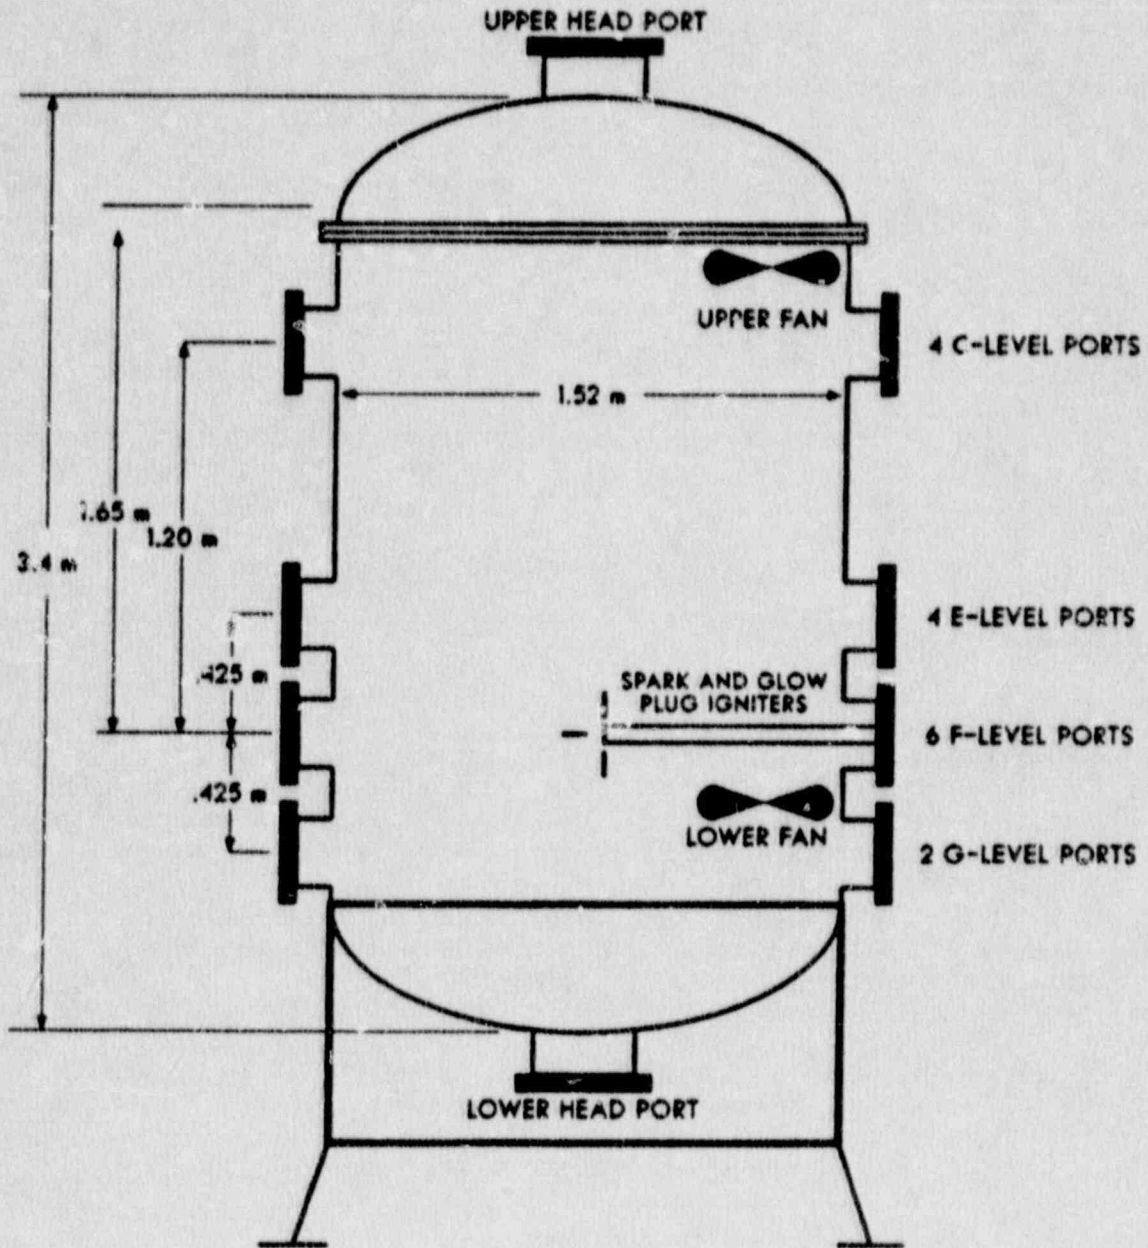 UPPER HEAD PORT
UPPER FAN
4 C-LEVEL PORTS
1.52 m
1.65 m
1.20 m
3.4 m
4 E-LEVEL PORTS
.425 m
SPARK AND GLOW
PLUG IGNITERS
6 F-LEVEL PORTS
.425 m
LOWER FAN
2 G-LEVEL PORTS
LOWER HEAD PORT